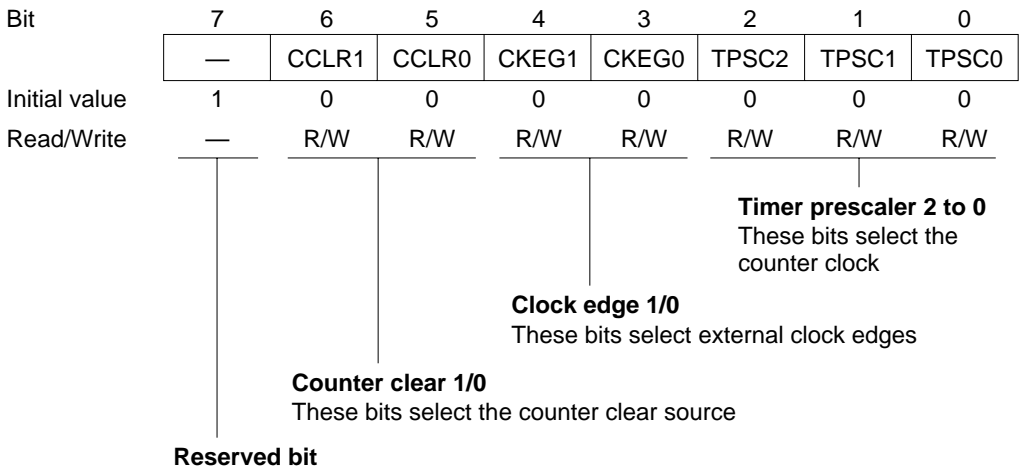 Bit 7 6 5 4 3 2 1 0
— CCLR1 CCLR0 CKEG1 CKEG0 TPSC2 TPSC1 TPSC0
Initial value 1 0 0 0 0 0 0 0
Read/Write — R/W R/W R/W R/W R/W R/W R/W
Timer prescaler 2 to 0
These bits select the
counter clock
Clock edge 1/0
These bits select external clock edges
Counter clear 1/0
These bits select the counter clear source
Reserved bit